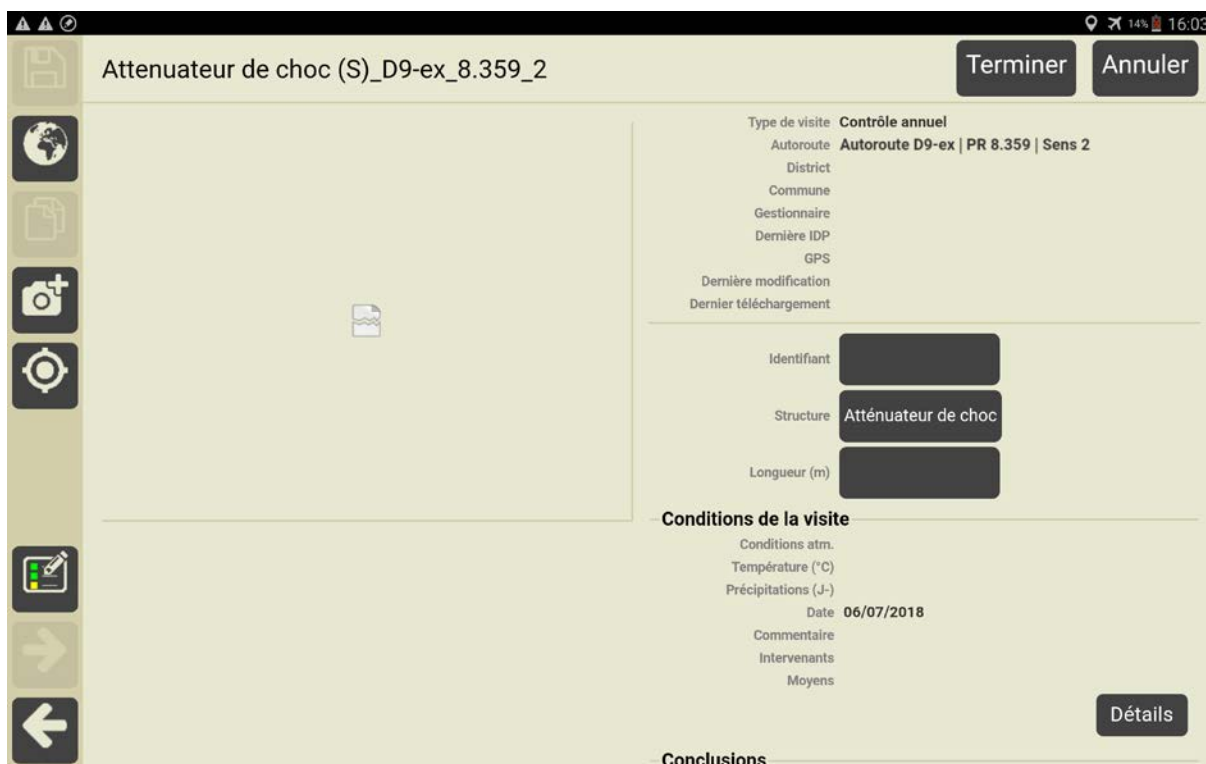 14% 16:03
Attenuateur de choc (S)_D9-ex_8.359_2
Terminer
Annuler
Type de visite Contrôle annuel
Autoroute Autoroute D9-ex | PR 8.359 | Sens 2
District
Commune
Gestionnaire
Dernière IDP
GPS
Dernière modification
Dernier téléchargement
Identifiant
Structure Atténuateur de choc
Longueur (m)
Conditions de la visite
Conditions atm.
Température (°C)
Précipitations (J-)
Date 06/07/2018
Commentaire
Intervenants
Moyens
Détails
Conclusions